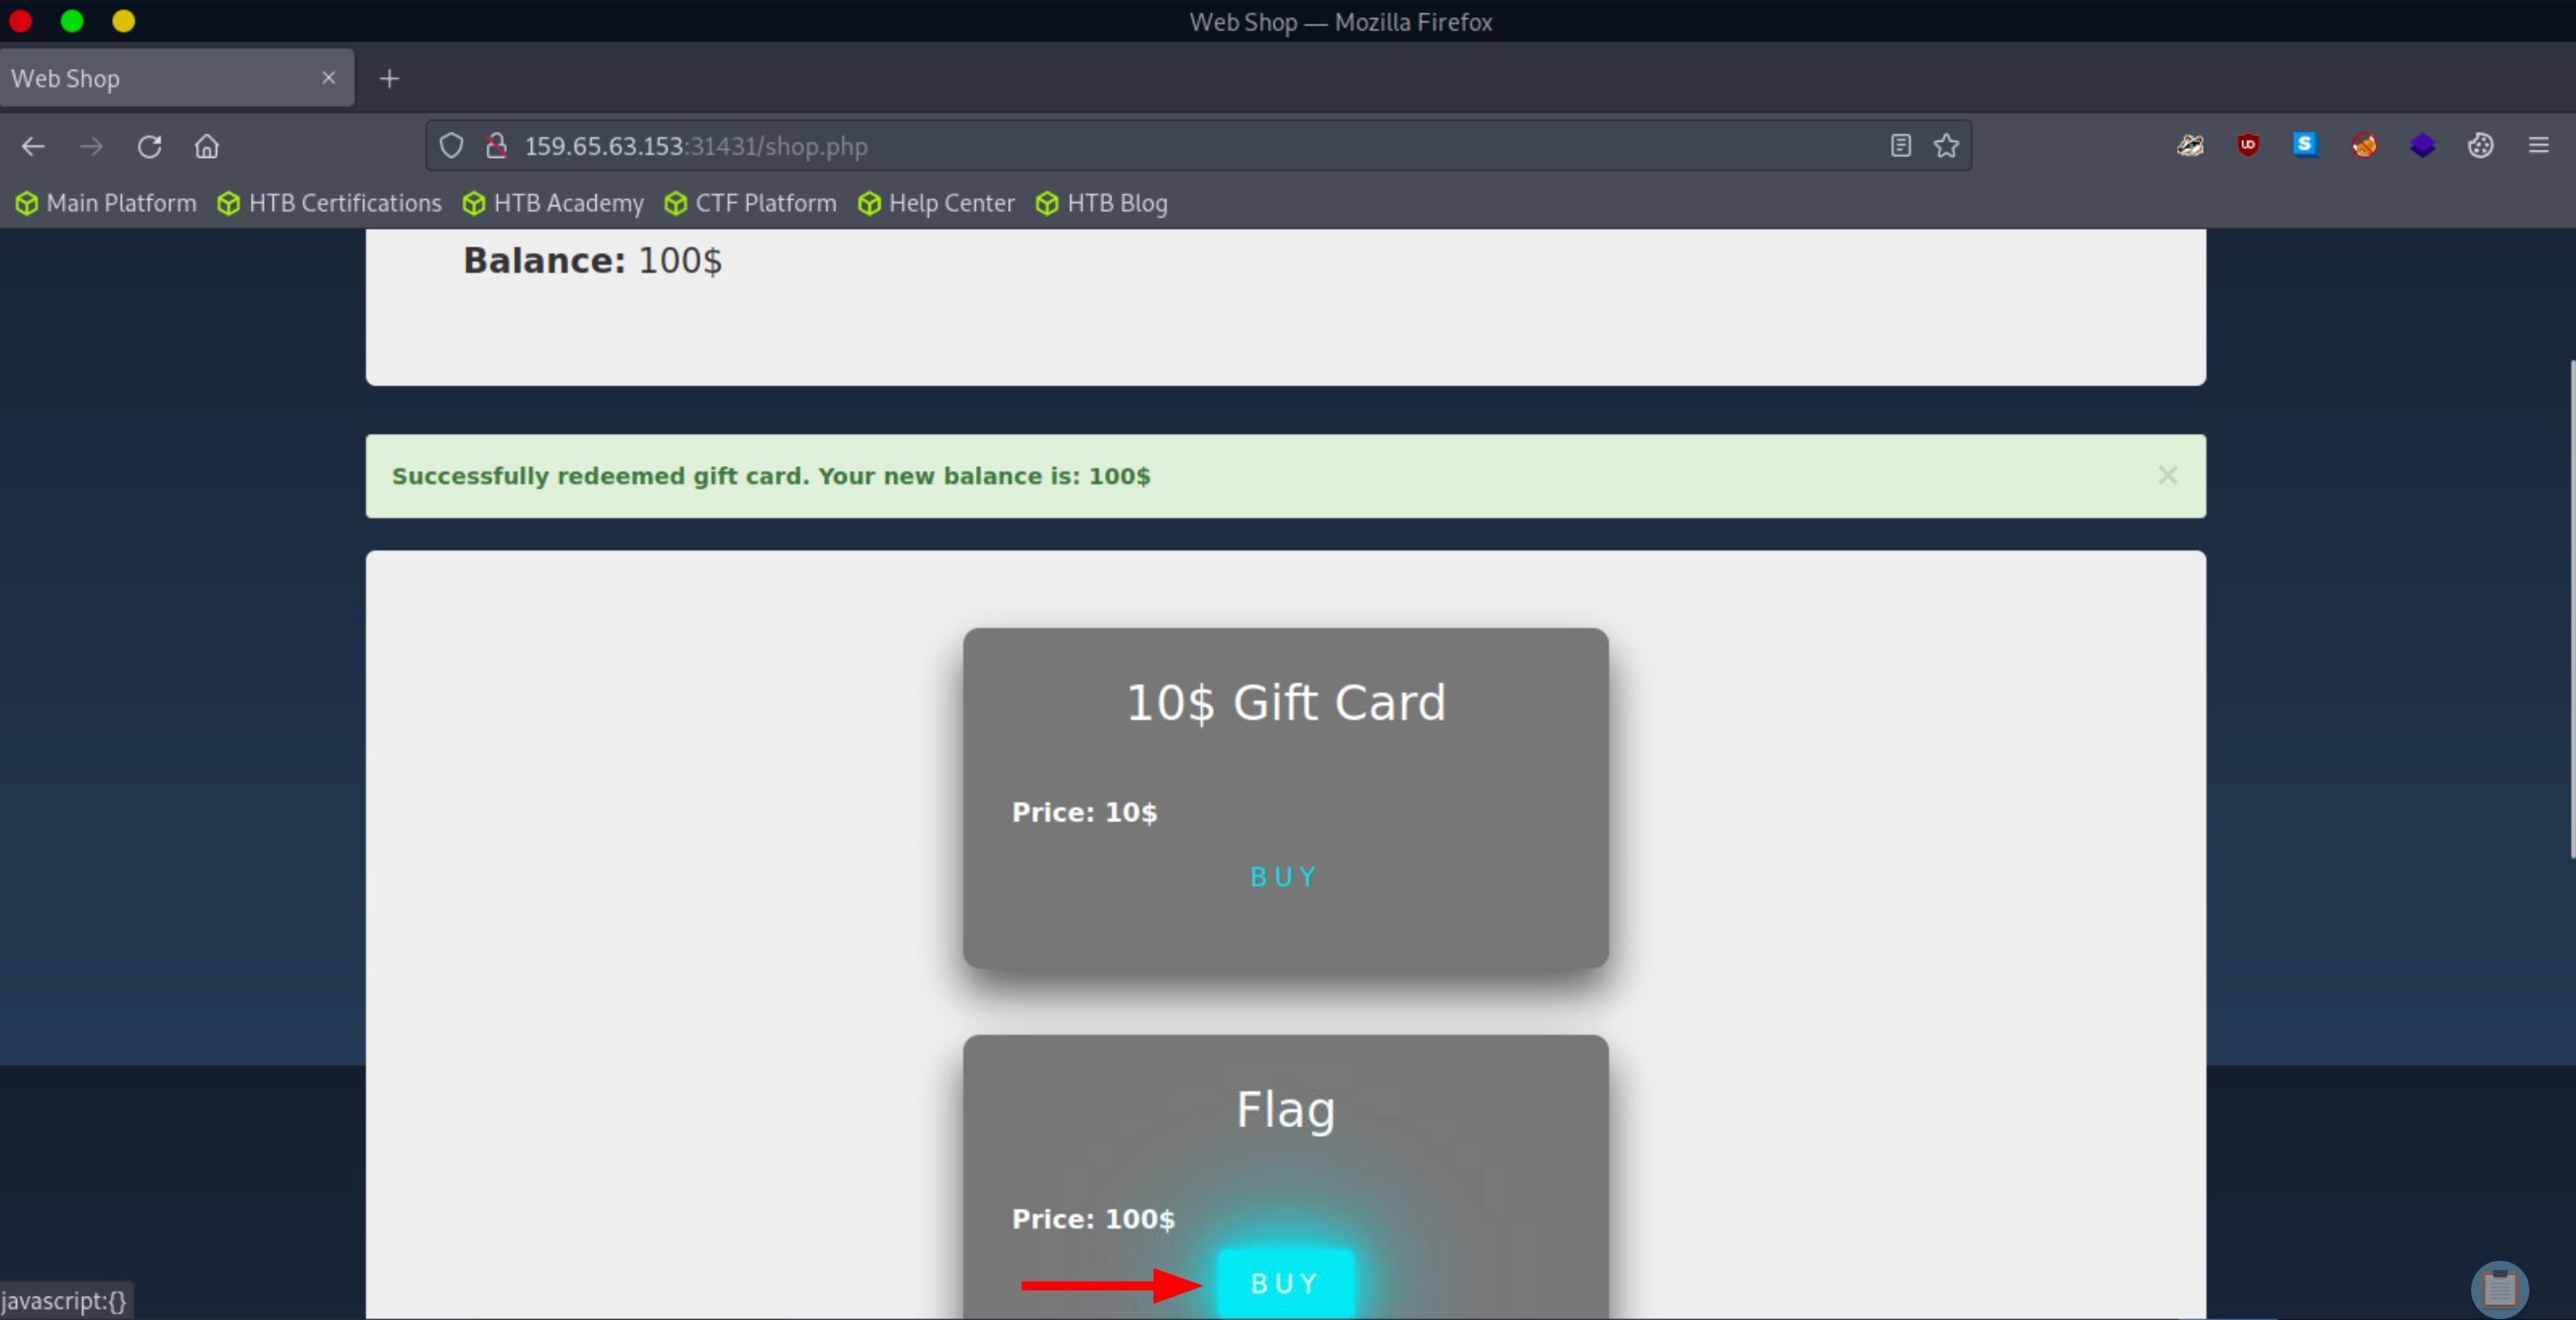 Web Shop — Mozilla Firefox
Web Shop
159.65.63.153:31431/shop.php
Main Platform HTB Certifications HTB Academy CTF Platform Help Center HTB Blog
Balance: 100$
Successfully redeemed gift card. Your new balance is: 100$
10$ Gift Card
Price: 10$
BUY
Flag
Price: 100$
BUY
javascript:{}